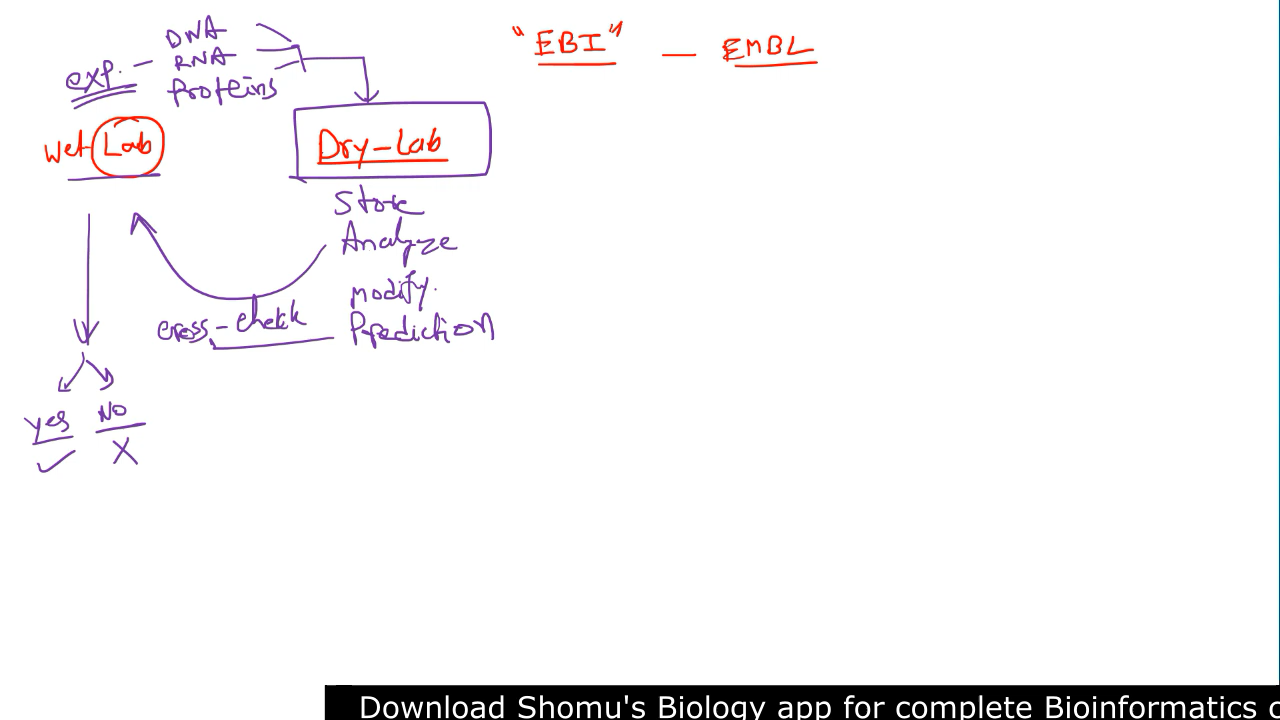 DNA
exp. - RNA
Proteins
"EBI" - EMBL
Wet Lab
Dry-Lab
Store
Analyze
modify.
cross-check
Prediction
Yes NO
✓ X
Download Shomu's Biology app for complete Bioinformatics c